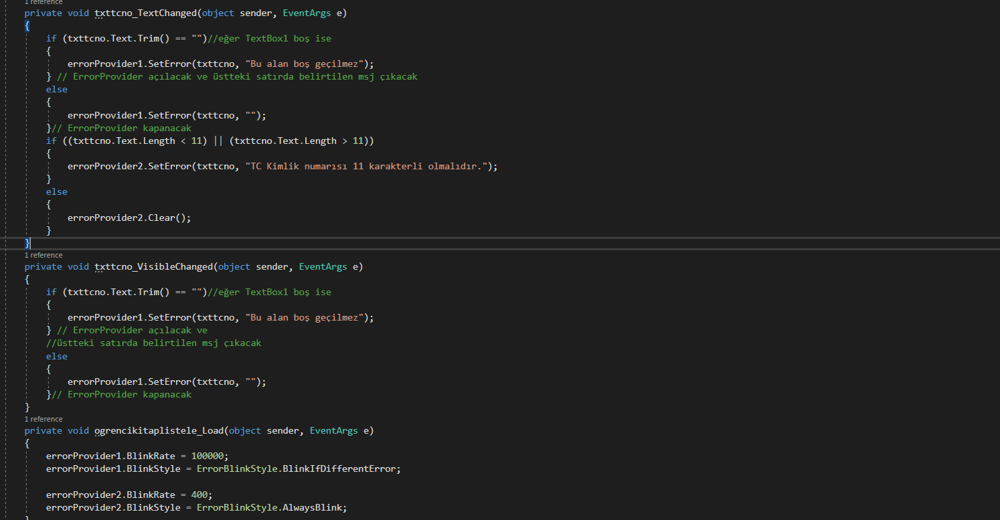 1 reference
private void txttcno_TextChanged(object sender, EventArgs e)
{
if (txttcno.Text.Trim() == "")//eğer TextBox1 boş ise
{
errorProvider1.SetError(txttcno, "Bu alan boş geçilmez");
} // ErrorProvider açılacak ve üstteki satırda belirtilen msj çıkacak
else
{
errorProvider1.SetError(txttcno, "");
}// ErrorProvider kapanacak
if ((txttcno.Text.Length < 11) || (txttcno.Text.Length > 11))
{
errorProvider2.SetError(txttcno, "TC Kimlik numarısı 11 karakterli olmalıdır.");
}
else
{
errorProvider2.Clear();
}
}
1 reference
private void txttcno_VisibleChanged(object sender, EventArgs e)
{
if (txttcno.Text.Trim() == "")//eğer TextBox1 boş ise
{
errorProvider1.SetError(txttcno, "Bu alan boş geçilmez");
} // ErrorProvider açılacak ve
//üstteki satırda belirtilen msj çıkacak
else
{
errorProvider1.SetError(txttcno, "");
}// ErrorProvider kapanacak
}
1 reference
private void ogrencikitaplistele_Load(object sender, EventArgs e)
{
errorProvider1.BlinkRate = 100000;
errorProvider1.BlinkStyle = ErrorBlinkStyle.BlinkIfDifferentError;
errorProvider2.BlinkRate = 400;
errorProvider2.BlinkStyle = ErrorBlinkStyle.AlwaysBlink;
}